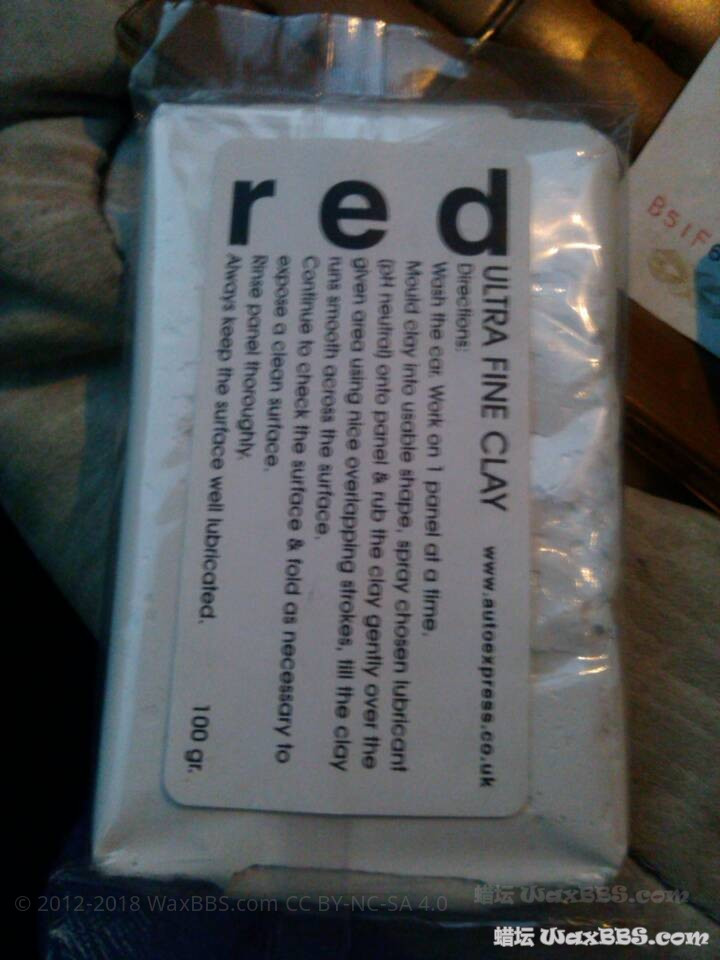 red
ULTRA FINE CLAY www.autoexpress.co.uk
Directions:
Wash the car. Work on 1 panel at a time.
Mould clay into usable shape, spray chosen lubricant
(pH neutral) onto panel & rub the clay gently over the
given area using nice overlapping strokes, till the clay
runs smooth across the surface.
Continue to check the surface & fold as necessary to
expose a clean surface.
Rinse panel thoroughly.
Always keep the surface well lubricated.
100 gr.
B51F
© 2012-2018 WaxBBS.com CC BY-NC-SA 4.0
蜡坛 WaxBBS.com
蜡坛 WaxBBS.com